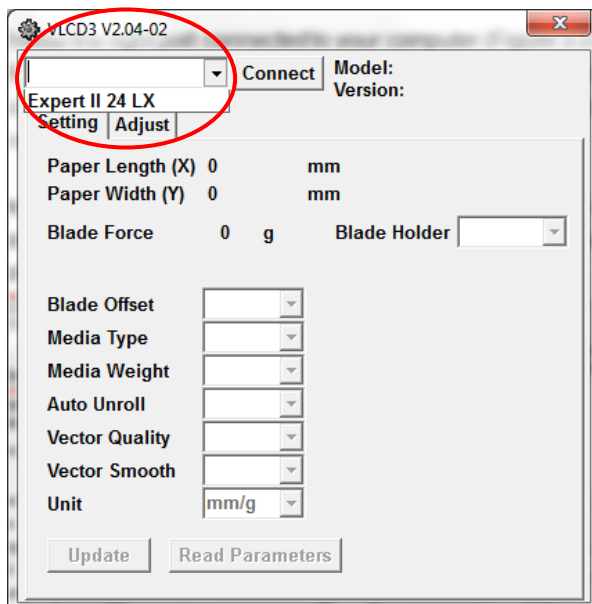 VLCD3 V2.04-02
Connect Model:
Version:
Expert II 24 LX
Setting Adjust
Paper Length (X) 0 mm
Paper Width (Y) 0 mm
Blade Force 0 g Blade Holder
Blade Offset
Media Type
Media Weight
Auto Unroll
Vector Quality
Vector Smooth
Unit mm/g
Update Read Parameters